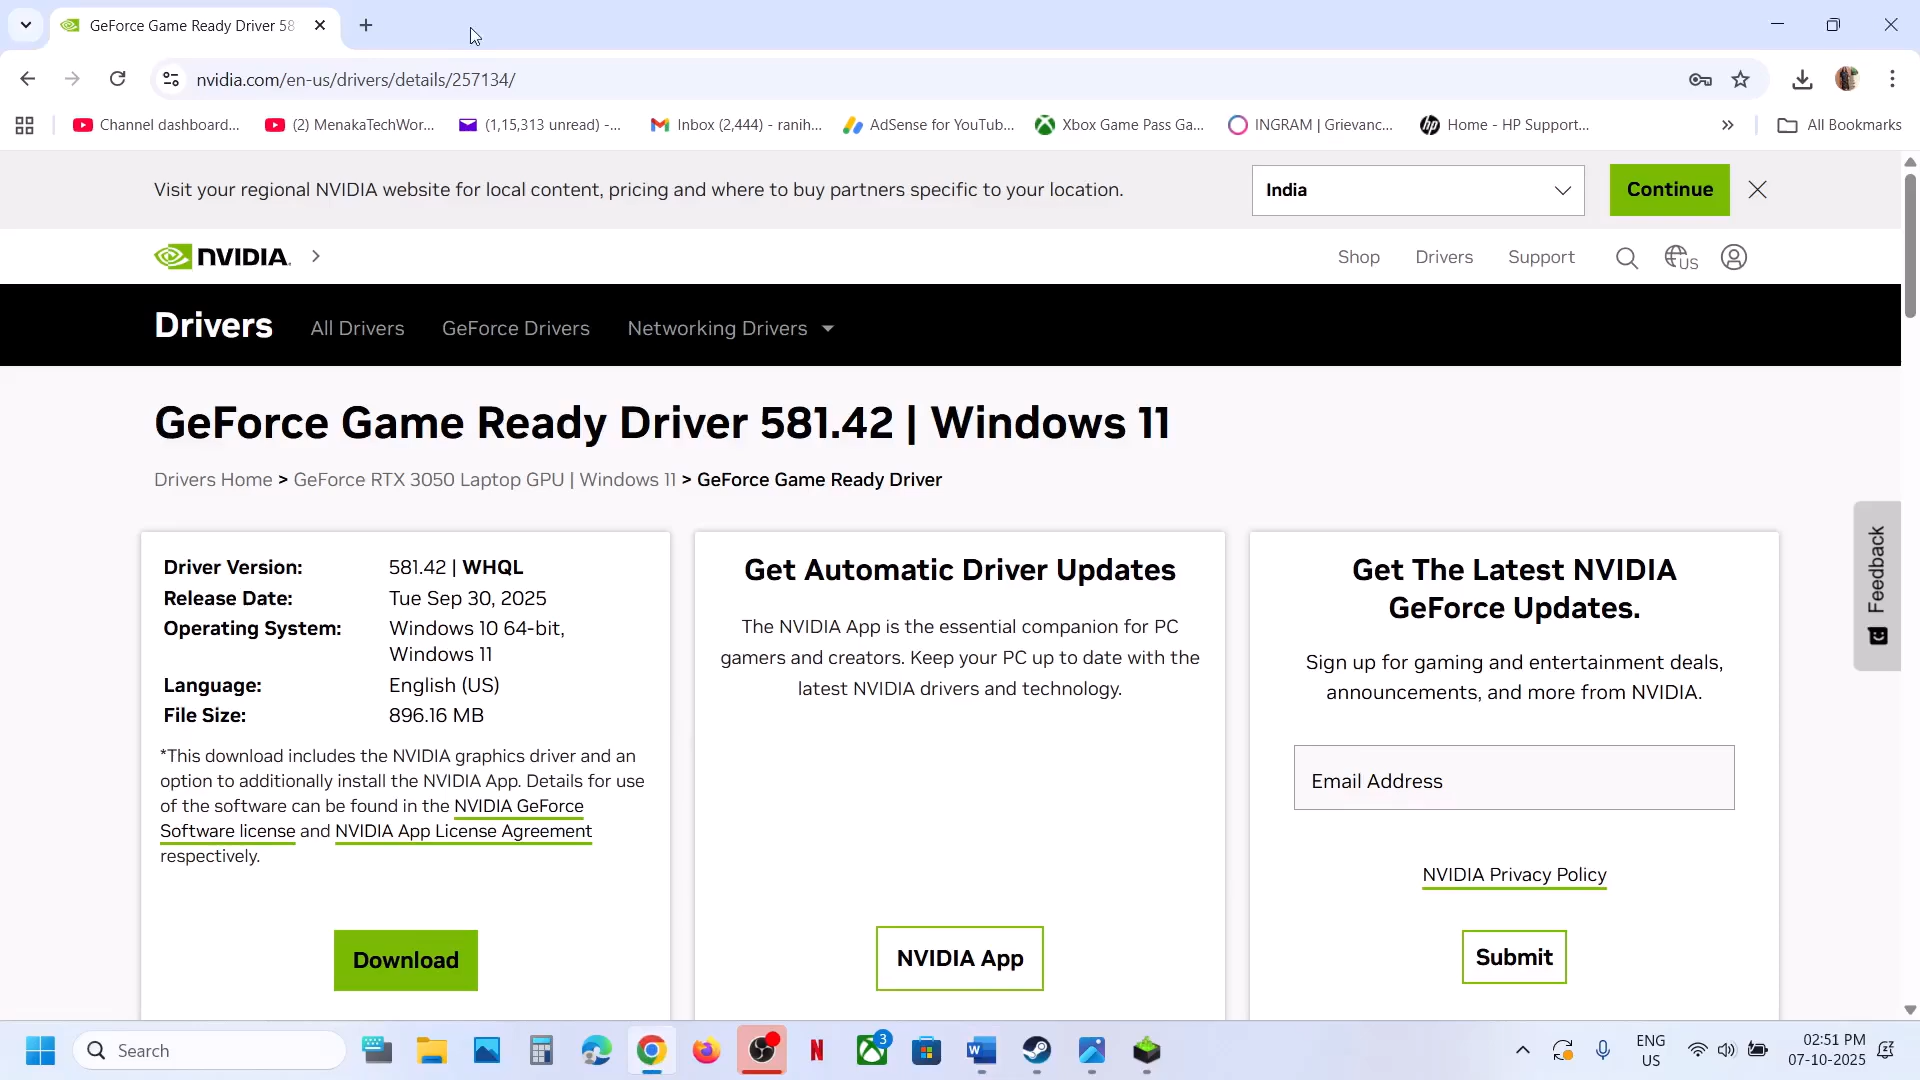 GeForce Game Ready Driver 58
nvidia.com/en-us/drivers/details/257134/
Channel dashboard...
(2) MenakaTechWor...
(1,15,313 unread) -...
Inbox (2,444) - ranih...
AdSense for YouTub...
Xbox Game Pass Ga...
INGRAM | Grievanc...
Home - HP Support...
»
All Bookmarks
Visit your regional NVIDIA website for local content, pricing and where to buy partners specific to your location.
India
Continue
NVIDIA.
Shop
Drivers
Support
US
Drivers
All Drivers
GeForce Drivers
Networking Drivers
GeForce Game Ready Driver 581.42 | Windows 11
Drivers Home > GeForce RTX 3050 Laptop GPU | Windows 11 > GeForce Game Ready Driver
Driver Version: 581.42 | WHQL
Release Date: Tue Sep 30, 2025
Operating System: Windows 10 64-bit,
Windows 11
Language: English (US)
File Size: 896.16 MB
*This download includes the NVIDIA graphics driver and an
option to additionally install the NVIDIA App. Details for use
of the software can be found in the NVIDIA GeForce
Software license and NVIDIA App License Agreement
respectively.
Download
Get Automatic Driver Updates
The NVIDIA App is the essential companion for PC
gamers and creators. Keep your PC up to date with the
latest NVIDIA drivers and technology.
NVIDIA App
Get The Latest NVIDIA
GeForce Updates.
Sign up for gaming and entertainment deals,
announcements, and more from NVIDIA.
Email Address
NVIDIA Privacy Policy
Submit
Feedback
Search
3
ENG
US
02:51 PM
07-10-2025